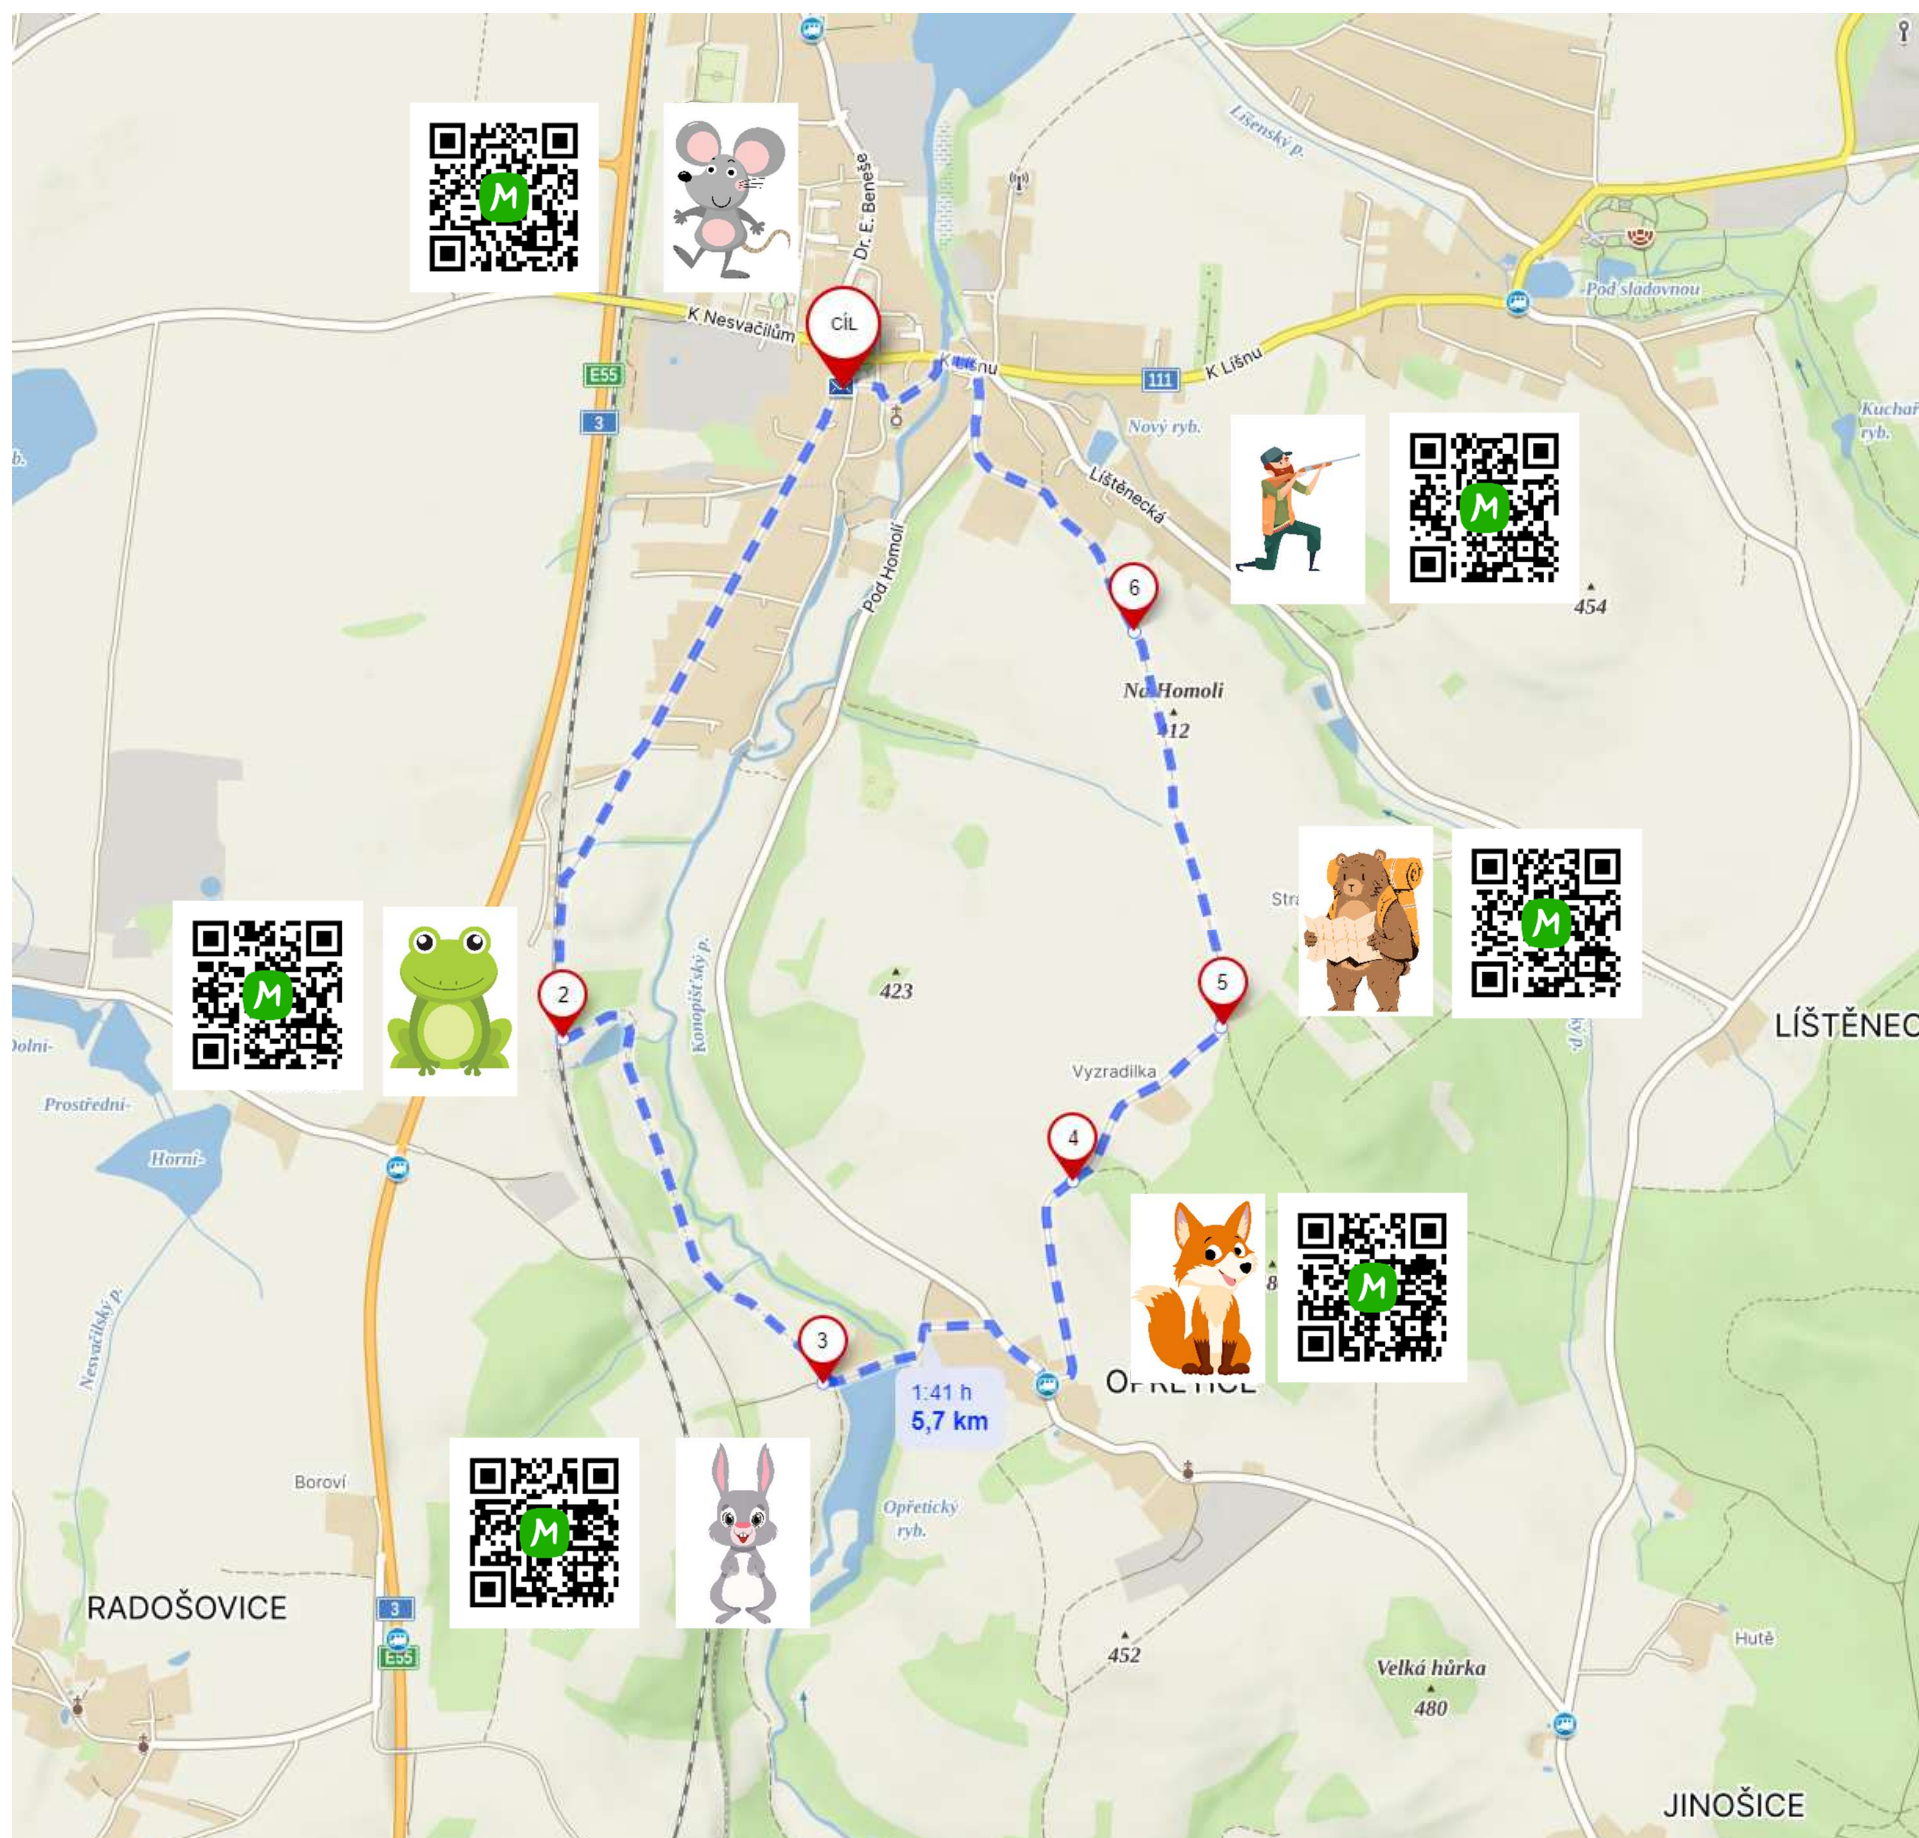 Dr. E. Beneše
Lišenský p.
CÍL
K Nesvačilům
Pod sladovnou
E55
3
K Líšnu
111
K Líšnu
Kuchař
ryb.
b.
Nový ryb.
Líštěnecká
Pod Homolí
6
454
Na Homoli
412
Konopišťský p.
423
2
5
LÍŠTĚNEC
Dolní-
Vyzradilka
Prostřední-
4
Horní-
Nesvačilský p.
3
OPŘETICE
1:41 h
5,7 km
Boroví
Opřetický
ryb.
RADOŠOVICE
3
E55
452
Hutě
Velká hůrka
480
JINOŠICE